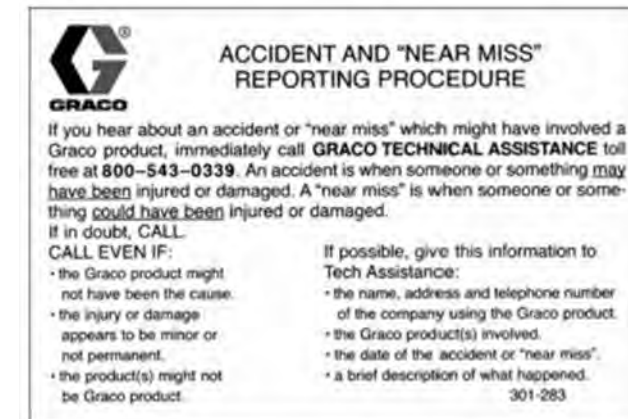 ®
GRACO
ACCIDENT AND "NEAR MISS"
REPORTING PROCEDURE
If you hear about an accident or "near miss" which might have involved a
Graco product, immediately call GRACO TECHNICAL ASSISTANCE toll
free at 800–543–0339. An accident is when someone or something may
have been injured or damaged. A "near miss" is when someone or some-
thing could have been injured or damaged.
If in doubt, CALL.
CALL EVEN IF:
· the Graco product might
not have been the cause.
· the injury or damage
appears to be minor or
not permanent.
· the product(s) might not
be Graco product.
If possible, give this information to
Tech Assistance:
· the name, address and telephone number
of the company using the Graco product.
· the Graco product(s) involved.
· the date of the accident or "near miss".
· a brief description of what happened.
301-283